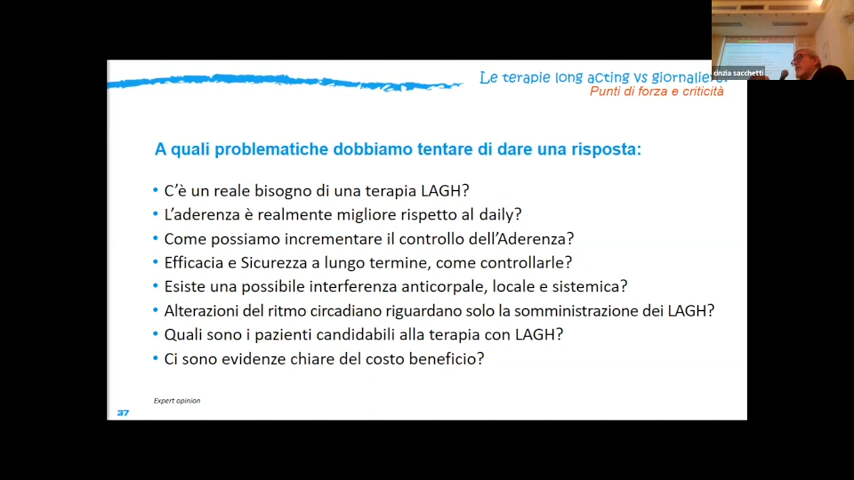 cinzia sacchetti
Le terapie long acting vs giornaliere:
Punti di forza e criticità
A quali problematiche dobbiamo tentare di dare una risposta:
• C’è un reale bisogno di una terapia LAGH?
• L’aderenza è realmente migliore rispetto al daily?
• Come possiamo incrementare il controllo dell’Aderenza?
• Efficacia e Sicurezza a lungo termine, come controllarle?
• Esiste una possibile interferenza anticorpale, locale e sistemica?
• Alterazioni del ritmo circadiano riguardano solo la somministrazione dei LAGH?
• Quali sono i pazienti candidabili alla terapia con LAGH?
• Ci sono evidenze chiare del costo beneficio?
Expert opinion
37